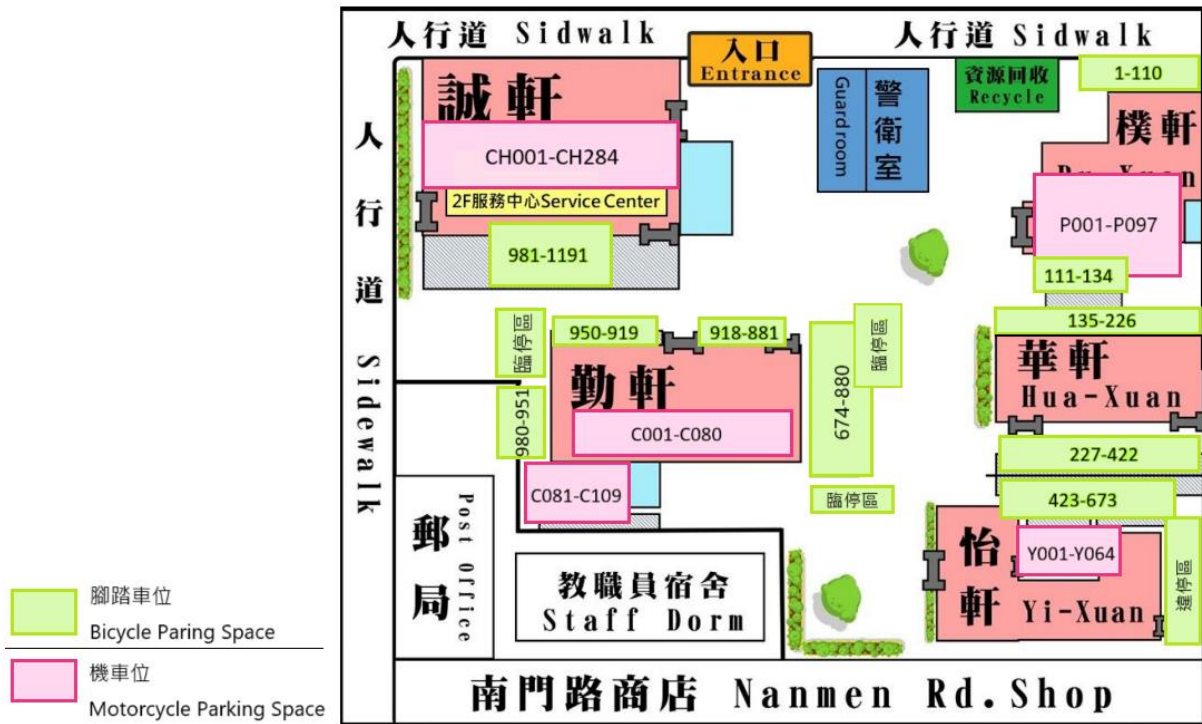 人行道 Sidwalk
入口
Entrance
人行道 Sidwalk
誠軒
CH001-CH284
2F服務中心Service Center
981-1191
警衛室
Guard room
資源回收
Recycle
1-110
樸軒
P001-P097
111-134
135-226
華軒
Hua-Xuan
227-422
423-673
人行道 Sidewalk
臨停區
950-919
918-881
勤軒
C001-C080
980-951
C081-C109
674-880
臨停區
臨停區
怡軒
Yi-Xuan
Y001-Y064
違停區
郵局
Post Office
教職員宿舍
Staff Dorm
南門路商店 Nanmen Rd.Shop
腳踏車位
Bicycle Paring Space
機車位
Motorcycle Parking Space